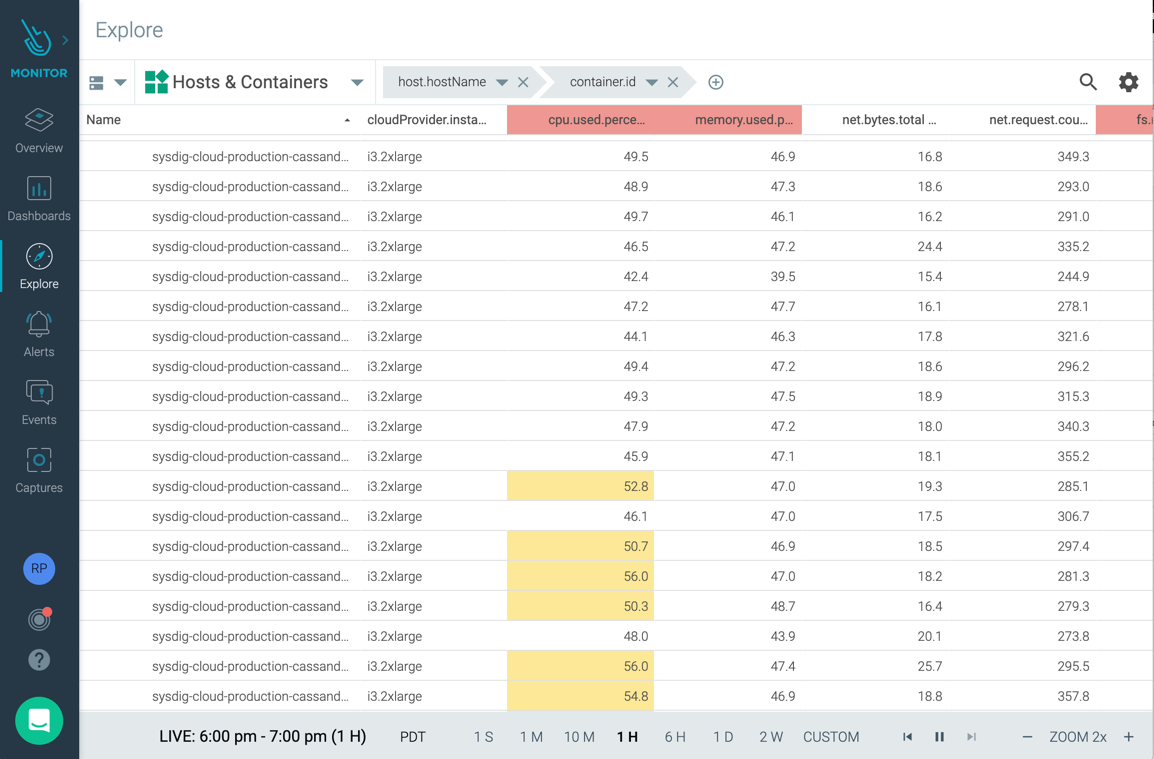 Explore
MONITOR
Hosts & Containers
host.hostName
container.id
Name cloudProvider.insta... cpu.used.perce... memory.used.p... net.bytes.total ... net.request.cou... fs.
sysdig-cloud-production-cassand... i3.2xlarge 49.5 46.9 16.8 349.3
sysdig-cloud-production-cassand... i3.2xlarge 48.9 47.3 18.6 293.0
sysdig-cloud-production-cassand... i3.2xlarge 49.7 46.1 16.2 291.0
sysdig-cloud-production-cassand... i3.2xlarge 46.5 47.2 24.4 335.2
sysdig-cloud-production-cassand... i3.2xlarge 42.4 39.5 15.4 244.9
sysdig-cloud-production-cassand... i3.2xlarge 47.2 47.7 16.1 278.1
sysdig-cloud-production-cassand... i3.2xlarge 44.1 46.3 17.8 321.6
sysdig-cloud-production-cassand... i3.2xlarge 49.4 47.2 18.6 296.2
sysdig-cloud-production-cassand... i3.2xlarge 49.3 47.5 18.9 315.3
sysdig-cloud-production-cassand... i3.2xlarge 47.9 47.2 18.0 340.3
sysdig-cloud-production-cassand... i3.2xlarge 45.9 47.1 18.1 355.2
sysdig-cloud-production-cassand... i3.2xlarge 52.8 47.0 19.3 285.1
sysdig-cloud-production-cassand... i3.2xlarge 46.1 47.0 17.5 306.7
sysdig-cloud-production-cassand... i3.2xlarge 50.7 46.9 18.5 297.4
sysdig-cloud-production-cassand... i3.2xlarge 56.0 47.0 18.2 281.3
sysdig-cloud-production-cassand... i3.2xlarge 50.3 48.7 16.4 279.3
sysdig-cloud-production-cassand... i3.2xlarge 48.0 43.9 20.1 273.8
sysdig-cloud-production-cassand... i3.2xlarge 56.0 47.4 25.7 295.5
sysdig-cloud-production-cassand... i3.2xlarge 54.8 46.9 18.8 357.8
Overview
Dashboards
Explore
Alerts
Events
Captures
RP
?
LIVE: 6:00 pm - 7:00 pm (1 H) PDT 1 S 1 M 10 M 1 H 6 H 1 D 2 W CUSTOM ZOOM 2x